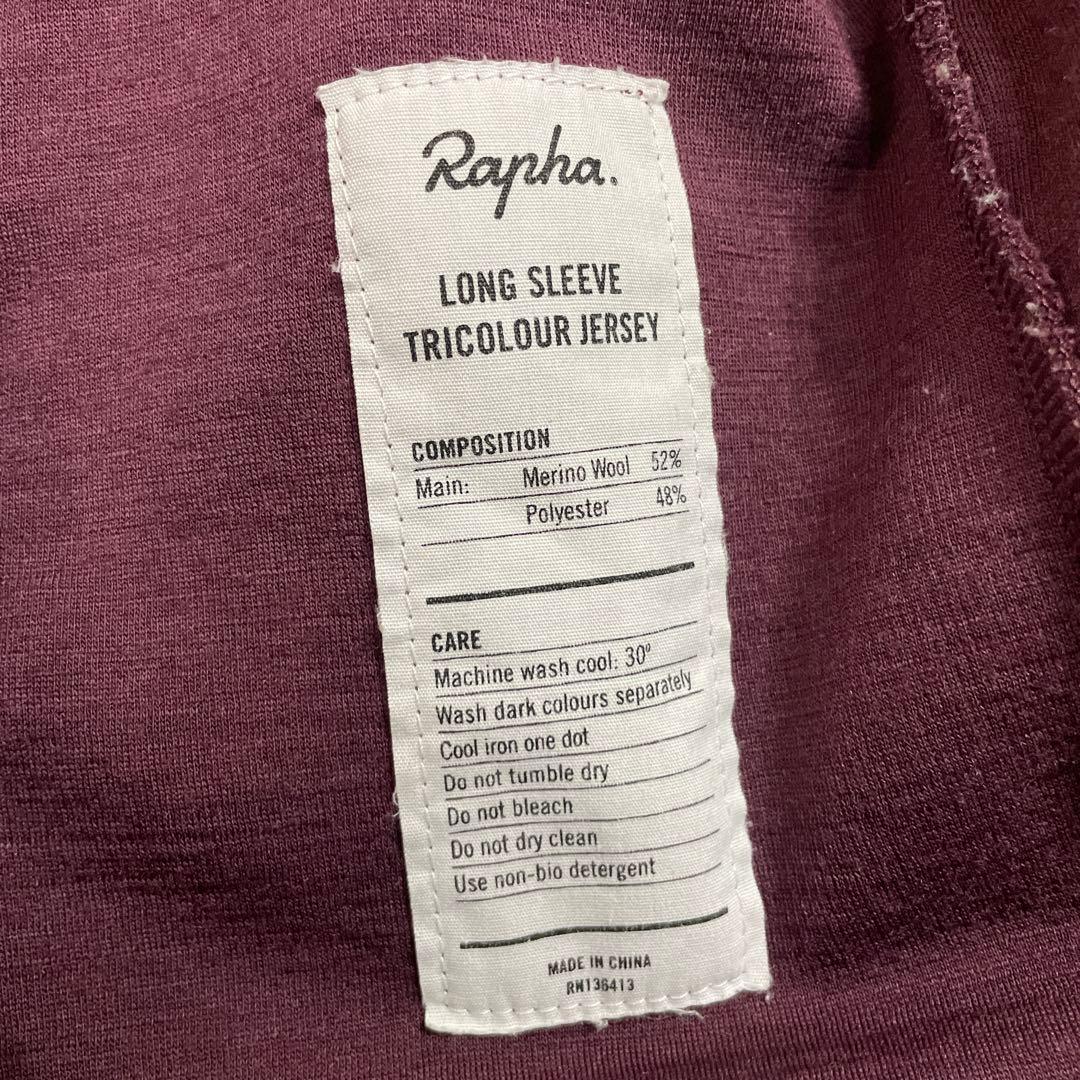 Rapha.
LONG SLEEVE
TRICOLOUR JERSEY
COMPOSITION
Main: Merino Wool 52%
Polyester 48%
CARE
Machine wash cool: 30°
Wash dark colours separately
Cool iron one dot
Do not tumble dry
Do not bleach
Do not dry clean
Use non-bio detergent
MADE IN CHINA
RN136413